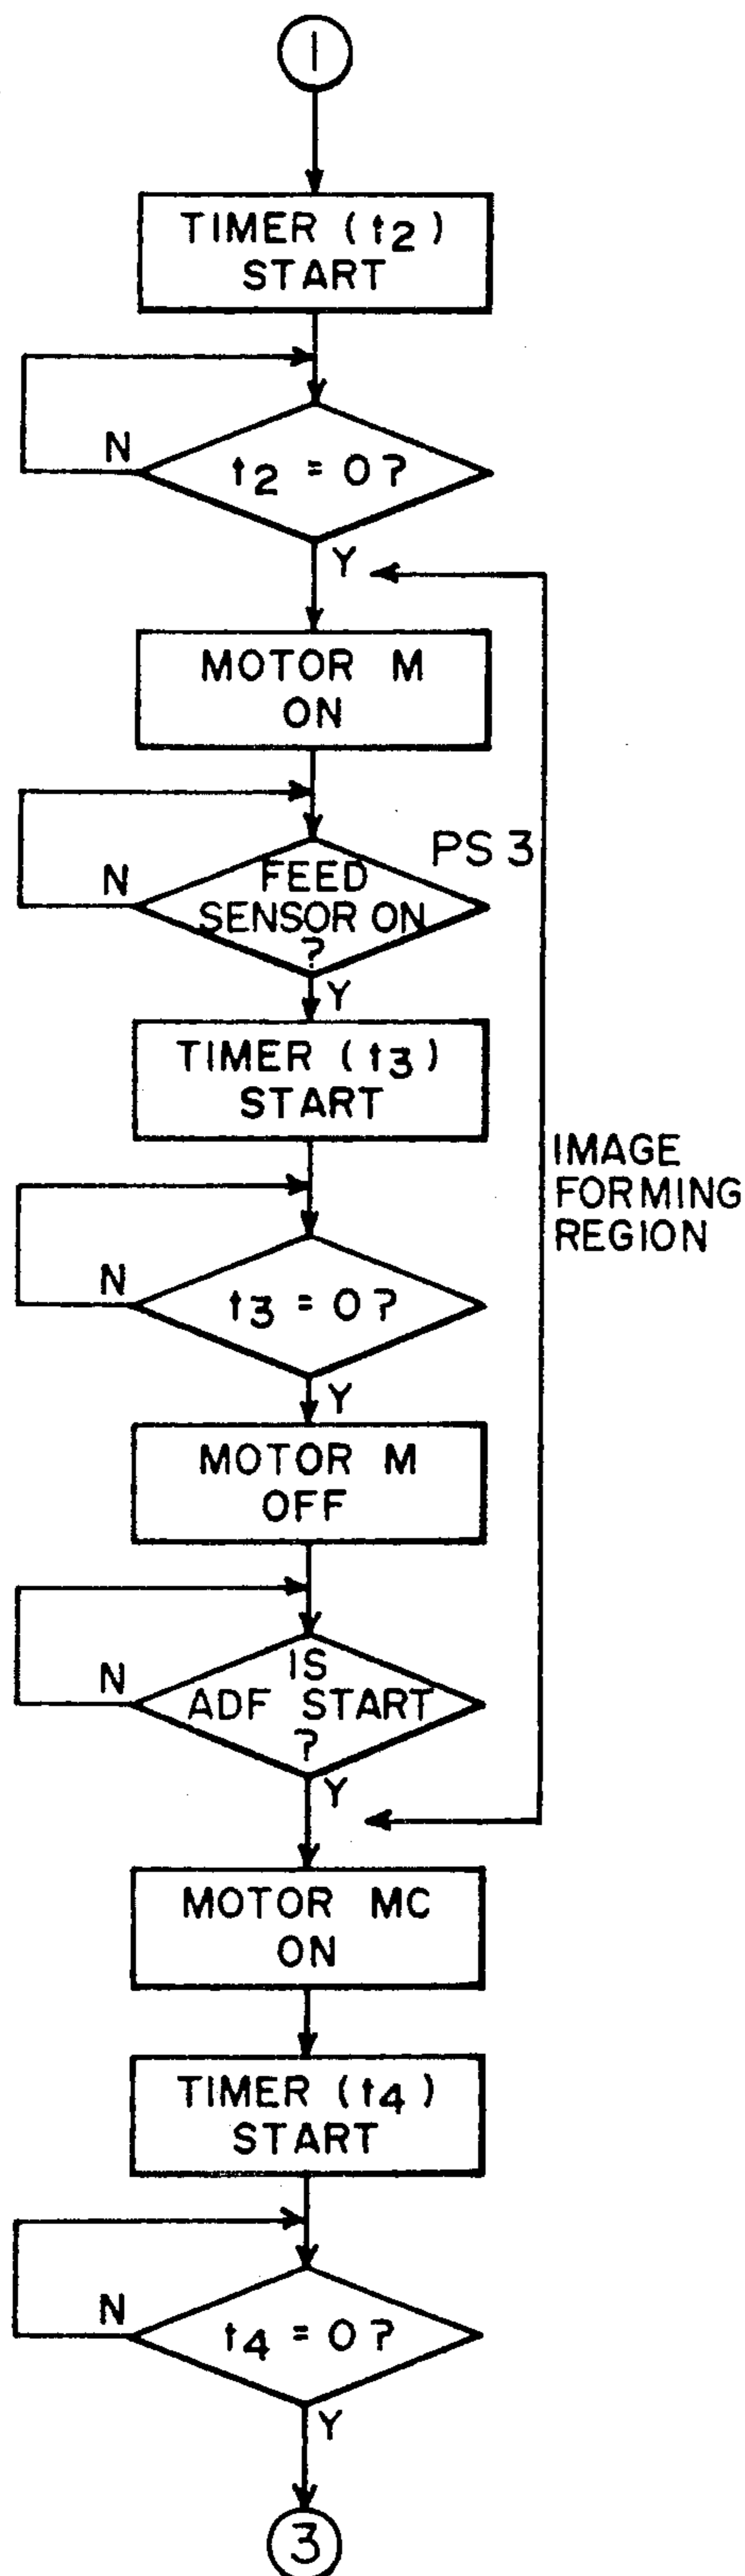 1
TIMER (t2)
START
N
t2 = 0 ?
Y
MOTOR M
ON
PS 3
N
FEED
SENSOR ON
?
Y
TIMER (t3)
START
IMAGE
FORMING
REGION
N
t3 = 0 ?
Y
MOTOR M
OFF
IS
N
ADF START
?
Y
MOTOR MC
ON
TIMER (t4)
START
N
t4 = 0 ?
Y
3